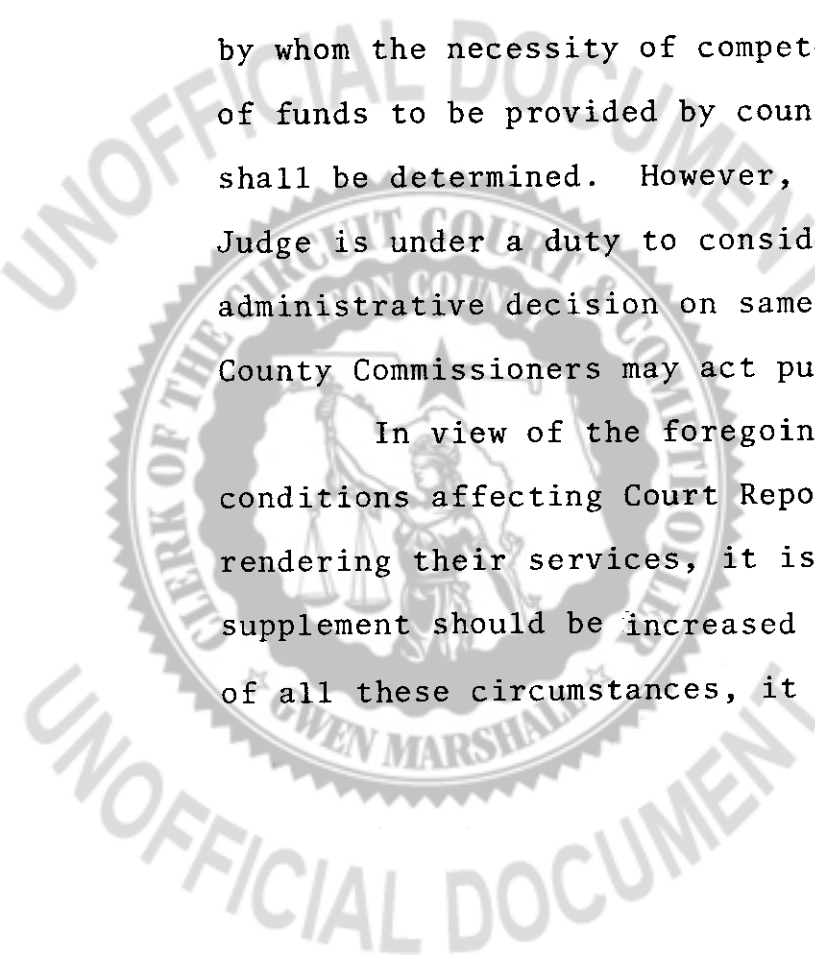 by whom the necessity of compet
of funds to be provided by coun
shall be determined. However,
Judge is under a duty to consid
administrative decision on same
County Commissioners may act pu
In view of the foregoin
conditions affecting Court Repo
rendering their services, it is
supplement should be increased
of all these circumstances, it
UNOFFICIAL DOCUMENT
CLERK OF THE CIRCUIT COURT & COMPTROLLER
LEON COUNTY
GWEN MARSHALL
UNOFFICIAL DOCUMENT